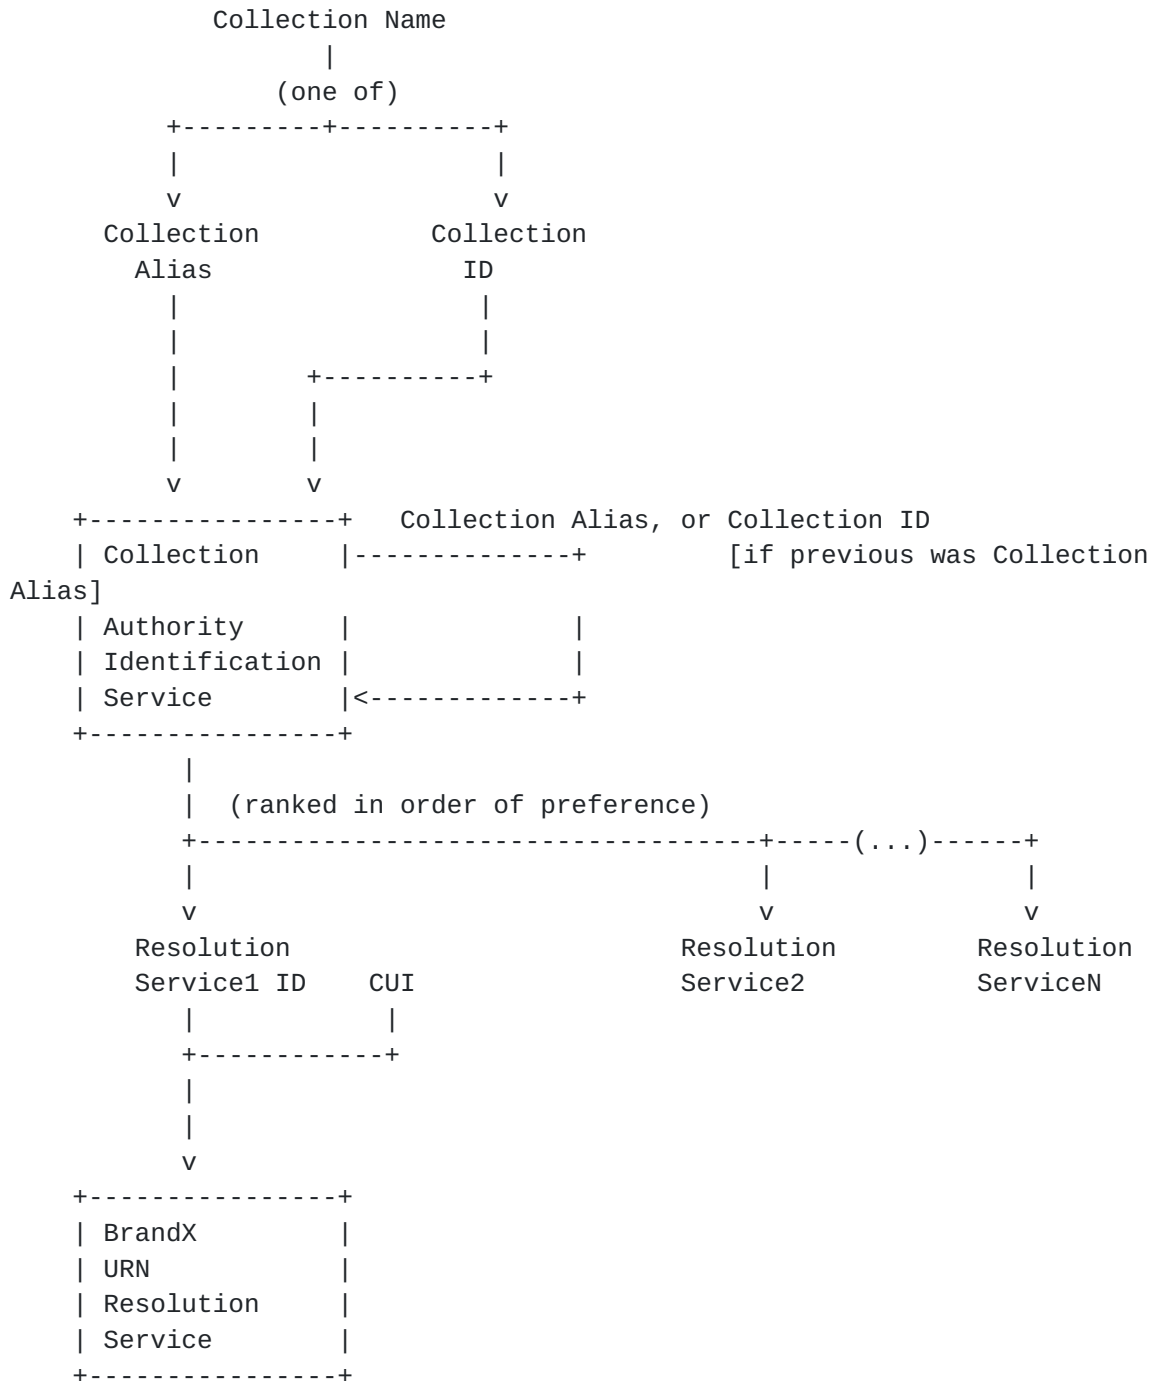 Collection Name
|
(one of)
+---------+----------+
|                    |
v                    v
Collection           Collection
Alias                ID
|                   |
|                   |
|        +----------+
|        |
|        |
v        v
+----------------+   Collection Alias, or Collection ID
| Collection     |--------------+         [if previous was Collection
Alias]
| Authority      |              |
| Identification |              |
| Service        |<-------------+
+----------------+
|
|  (ranked in order of preference)
+------------------------------------+-----(...)------+
|                                    |                |
v                                    v                v
Resolution                         Resolution         Resolution
Service1 ID    CUI                 Service2           ServiceN
|            |
+------------+
|
|
v
+----------------+
| BrandX         |
| URN            |
| Resolution     |
| Service        |
+----------------+